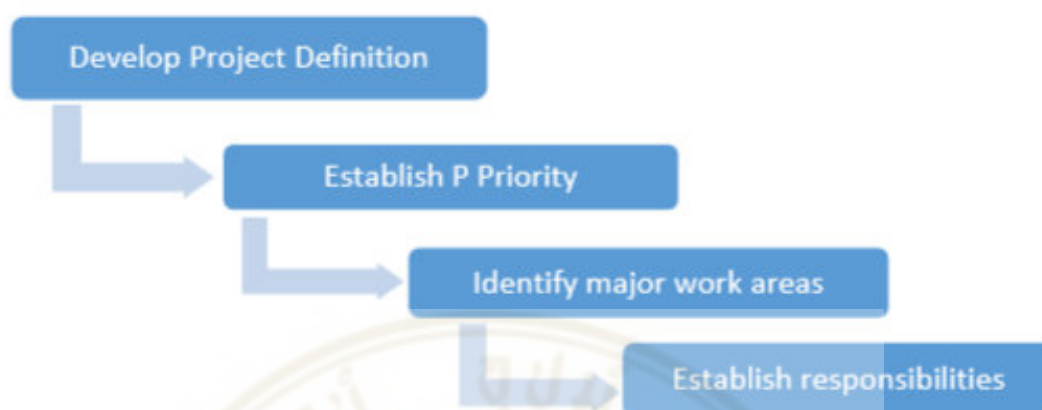 Develop Project Definition
Establish P Priority
Identify major work areas
Establish responsibilities